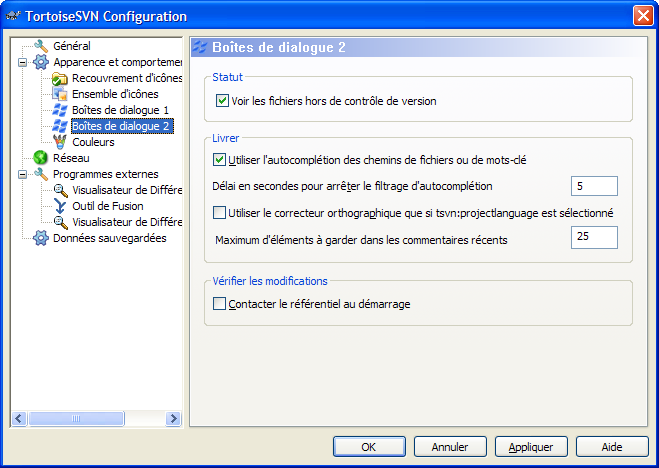 TortoiseSVN Configuration
Général
Apparence et comportemer
Recouvrement d'icônes
Ensemble d'icônes
Boîtes de dialogue 1
Boîtes de dialogue 2
Couleurs
Réseau
Programmes externes
Visualisateur de Différe
Outil de Fusion
Visualisateur de Différe
Données sauvegardées
Boîtes de dialogue 2
Statut
Voir les fichiers hors de contrôle de version
Livrer
Utiliser l'autocomplétion des chemins de fichiers ou de mots-clé
Délai en secondes pour arrêter le filtrage d'autocomplétion 5
Utiliser le correcteur orthographique que si tsvn:projectlanguage est sélectionné
Maximum d'éléments à garder dans les commentaires récents 25
Vérifier les modifications
Contacter le référentiel au démarrage
OK Annuler Appliquer Aide